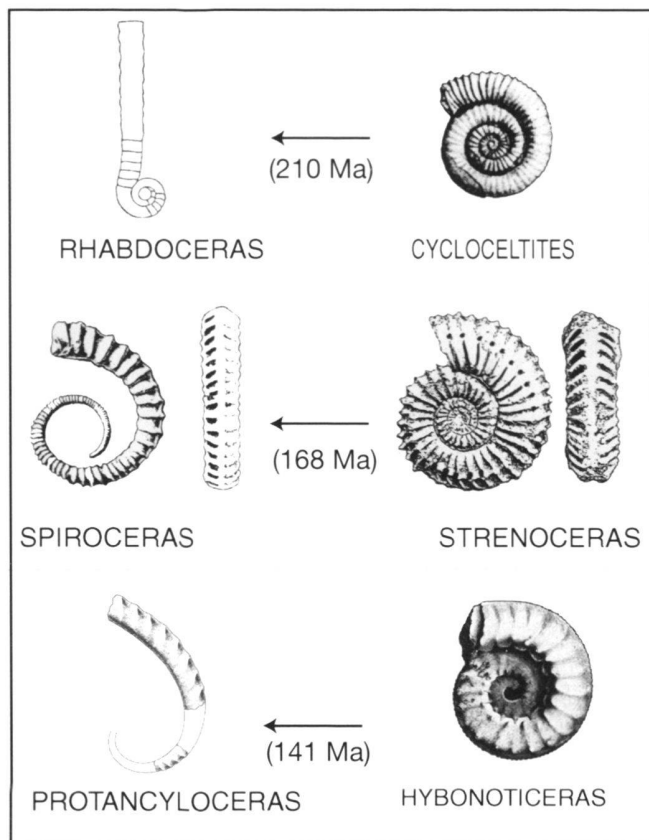 (210 Ma)
RHABDOCERAS
CYCLOCELTITES
(168 Ma)
SPIROCERAS
STRENOCERAS
(141 Ma)
PROTANCYLOCERAS
HYBONOTICERAS